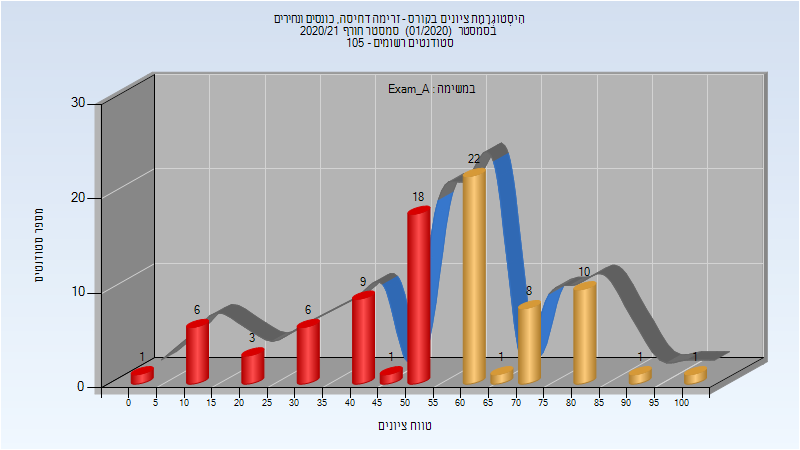 היסטוגרמת ציונים בקורס - זרימה דחיסה, כונסים ונחירים
בסמסטר (01/2020) סמסטר חורף 2020/21
סטודנטים רשומים - 105
במשימה : Exam_A
מספר סטודנטים
30
20
10
0
1
6
3
6
9
1
18
22
1
8
10
1
1
0 5 10 15 20 25 30 35 40 45 50 55 60 65 70 75 80 85 90 95 100
טווח ציונים